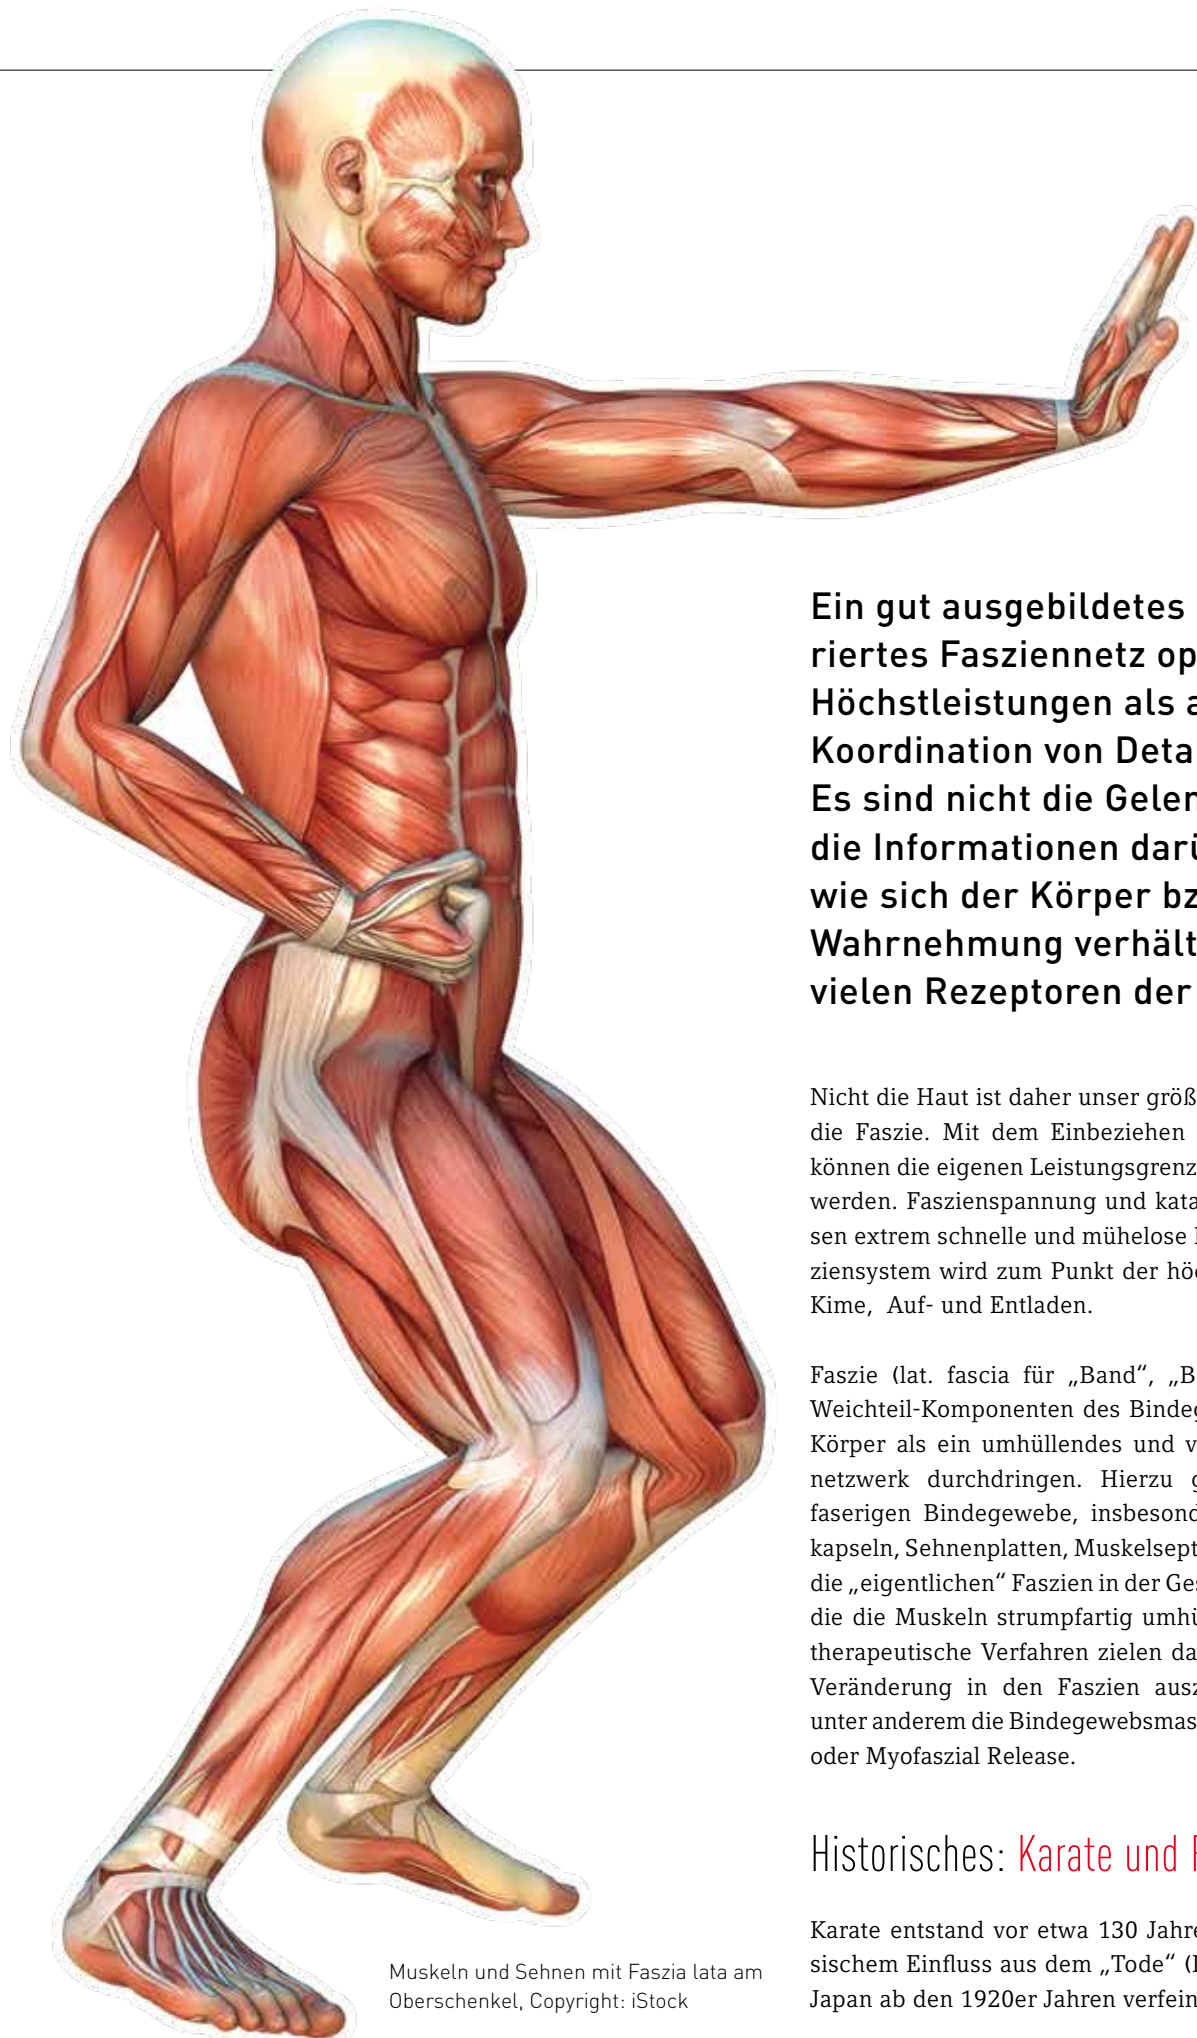 Ein gut ausgebildetes
riertes Fasziennetz op
Höchstleistungen als a
Koordination von Deta
Es sind nicht die Gelen
die Informationen darü
wie sich der Körper bz
Wahrnehmung verhält
vielen Rezeptoren der
Nicht die Haut ist daher unser größ
die Faszie. Mit dem Einbeziehen
können die eigenen Leistungsgrenz
werden. Faszienspannung und kata
sen extrem schnelle und mühelose
ziensystem wird zum Punkt der höc
Kime, Auf- und Entladen.
Faszie (lat. fascia für „Band“, „B
Weichteil-Komponenten des Bindeg
Körper als ein umhüllendes und v
netzwerk durchdringen. Hierzu g
faserigen Bindegewebe, insbesond
kapseln, Sehnenplatten, Muskelsept
die „eigentlichen“ Faszien in der Ges
die die Muskeln strumpfartig umhü
therapeutische Verfahren zielen da
Veränderung in den Faszien ausz
unter anderem die Bindegewebsmas
oder Myofaszial Release.
Historisches: Karate und
Karate entstand vor etwa 130 Jahre
sischem Einfluss aus dem „Tode“ (
Japan ab den 1920er Jahren verfein
Muskeln und Sehnen mit Faszia lata am
Oberschenkel, Copyright: iStock